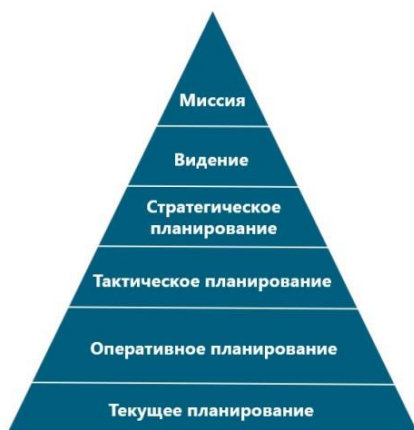 Миссия
Видение
Стратегическое
планирование
Тактическое планирование
Оперативное планирование
Текущее планирование